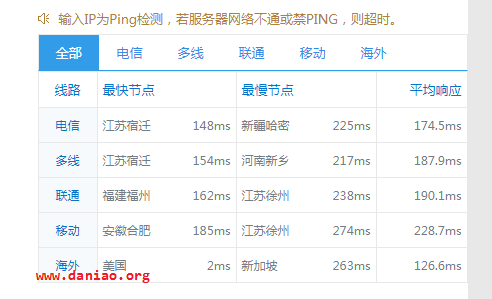 输入IP为Ping检测，若服务器网络不通或禁PING，则超时。
全部 电信 多线 联通 移动 海外
线路 最快节点 最慢节点 平均响应
电信 江苏宿迁 148ms 新疆哈密 225ms 174.5ms
多线 江苏宿迁 154ms 河南新乡 217ms 187.9ms
联通 福建福州 162ms 江苏徐州 238ms 190.1ms
移动 安徽合肥 185ms 江苏徐州 274ms 228.7ms
海外 美国 2ms 新加坡 263ms 126.6ms
www.daniao.org